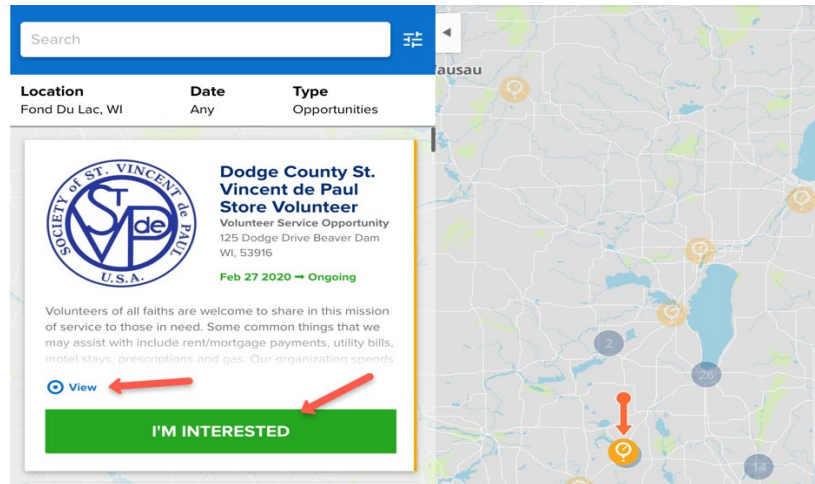 Search
Location
Date
Type
Fond Du Lac, WI
Any
Opportunities
SOCIETY of ST. VINCENT de PAUL
U.S.A.
ST
V de P
Dodge County St.
Vincent de Paul
Store Volunteer
Volunteer Service Opportunity
125 Dodge Drive Beaver Dam
WI, 53916
Feb 27 2020 → Ongoing
Volunteers of all faiths are welcome to share in this mission
of service to those in need. Some common things that we
may assist with include rent/mortgage payments, utility bills,
motel stays, prescriptions and gas. Our organization spends
View
I'M INTERESTED
ausau
2
26
14